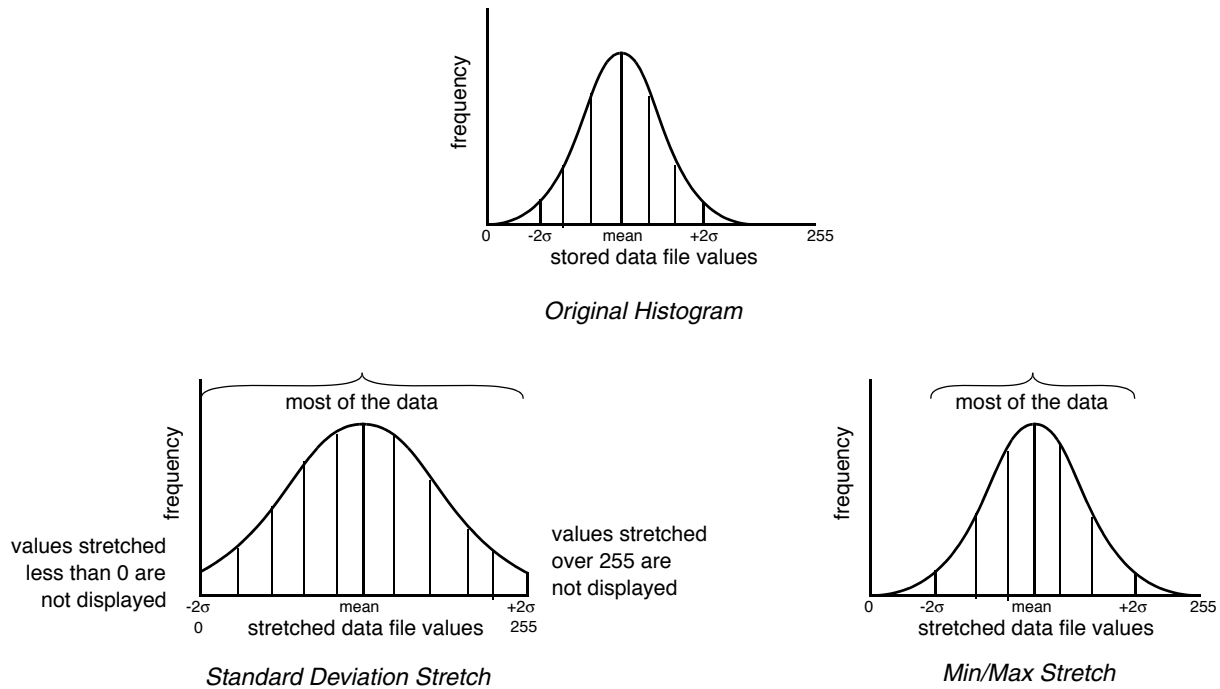 frequency
0
-2σ
mean
+2σ
255
stored data file values
Original Histogram
most of the data
frequency
values stretched
less than 0 are
not displayed
values stretched
over 255 are
not displayed
-2σ
mean
+2σ
0
stretched data file values
255
Standard Deviation Stretch
most of the data
frequency
0
-2σ
mean
+2σ
255
stretched data file values
Min/Max Stretch